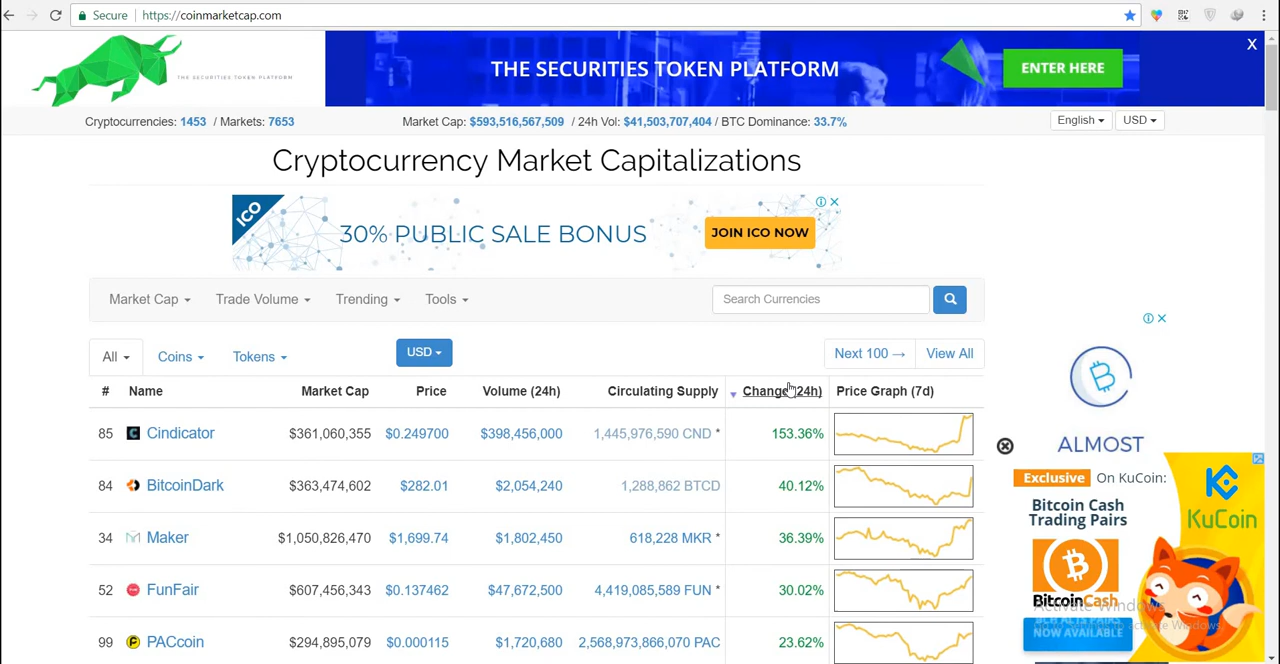 Secure https://coinmarketcap.com
THE SECURITIES TOKEN PLATFORM
THE SECURITIES TOKEN PLATFORM
ENTER HERE
X
Cryptocurrencies: 1453 / Markets: 7653
Market Cap: $593,516,567,509 / 24h Vol: $41,503,707,404 / BTC Dominance: 33.7%
English
USD
Cryptocurrency Market Capitalizations
ICO
30% PUBLIC SALE BONUS
JOIN ICO NOW
Market Cap Trade Volume Trending Tools
Search Currencies
All Coins Tokens
USD
Next 100 → View All
# Name Market Cap Price Volume (24h) Circulating Supply Change (24h) Price Graph (7d)
85 Cindicator $361,060,355 $0.249700 $398,456,000 1,445,976,590 CND * 153.36%
84 BitcoinDark $363,474,602 $282.01 $2,054,240 1,288,862 BTCD 40.12%
34 Maker $1,050,826,470 $1,699.74 $1,802,450 618,228 MKR * 36.39%
52 FunFair $607,456,343 $0.137462 $47,672,500 4,419,085,589 FUN * 30.02%
99 PACcoin $294,895,079 $0.000115 $1,720,680 2,568,973,866,070 PAC 23.62%
ALMOST
Exclusive On KuCoin:
Bitcoin Cash
Trading Pairs
KuCoin
BitcoinCash
Activate Windows
NOW AVAILABLE